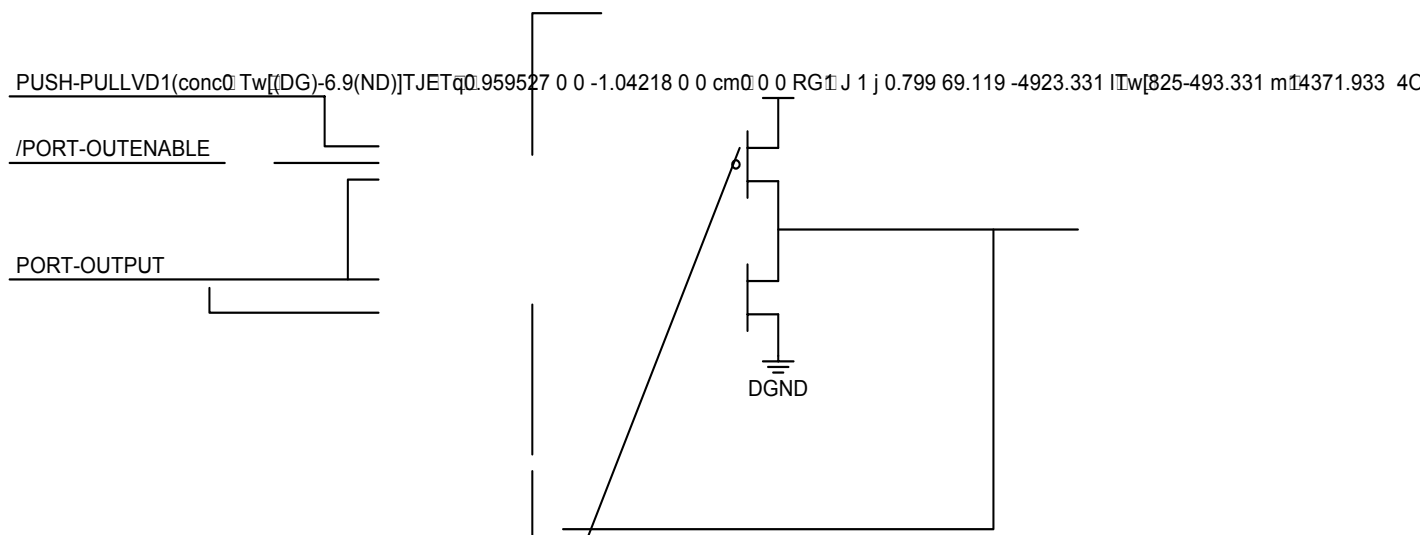 PUSH-PULLVD1(conc0 Tw[(DG)-6.9(ND)]TJETq0.959527 0 0 -1.04218 0 0 cm0 0 0 RG1 J 1 j 0.799 69.119 -4923.331 lTw[825-493.331 m14371.933 4
/PORT-OUTENABLE
PORT-OUTPUT
DGND